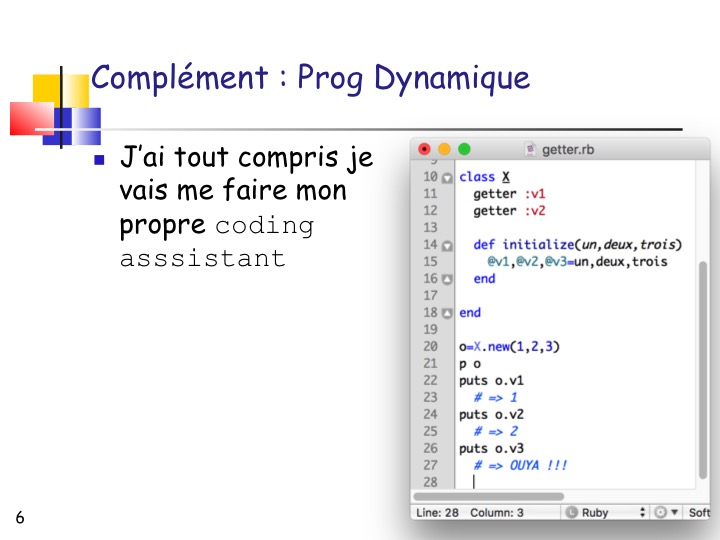 Complément : Prog Dynamique
J'ai tout compris je
vais me faire mon
propre coding
asssistant
getter.rb
9
10 class X
11 getter :v1
12 getter :v2
13
14 def initialize(un,deux,trois)
15 @v1,@v2,@v3=un,deux,trois
16 end
17
18 end
19
20 o=X.new(1,2,3)
21 p o
22 puts o.v1
23 # => 1
24 puts o.v2
25 # => 2
26 puts o.v3
27 # => OUYA !!!
28
Line: 28 Column: 3 L Ruby Soft
6